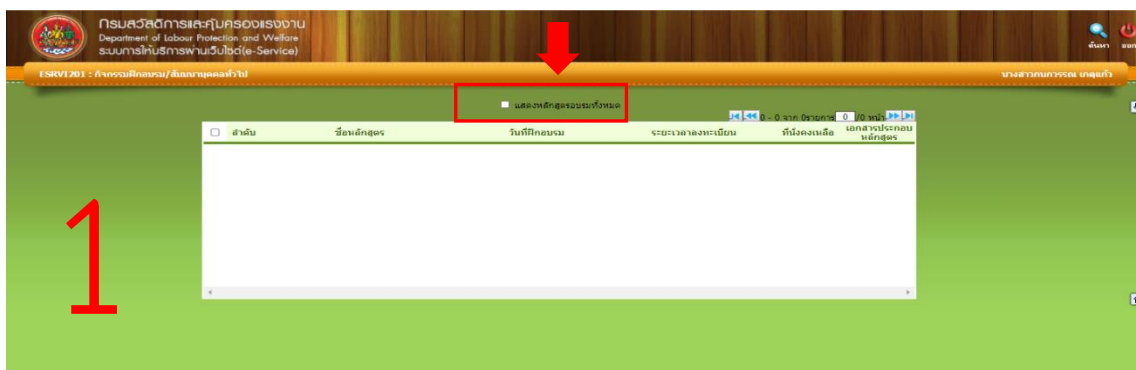 กรมสวัสดิการและคุ้มครองแรงงาน
Department of Labour Protection and Welfare
ระบบการให้บริการผ่านเว็บไซต์(e-Service)
ค้นหา ออก
ESRV1201 : กิจกรรมฝึกอบรม/สัมมนาบุคคลทั่วไป
แสดงหลักสูตรอบรมทั้งหมด
0 - 0 จาก 0รายการ 0 /0 หน้า
ลำดับ ชื่อหลักสูตร วันที่ฝึกอบรม ระยะเวลาลงทะเบียน ที่นั่งคงเหลือ เอกสารประกอบ
หลักสูตร
1